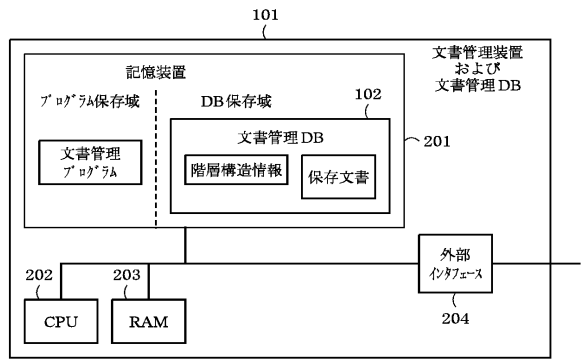 101
文書管理装置
および
文書管理DB
記憶装置
プログラム保存域
DB保存域
102
文書管理DB
201
文書管理
プログラム
階層構造情報
保存文書
外部
インタフェース
202
203
204
CPU
RAM